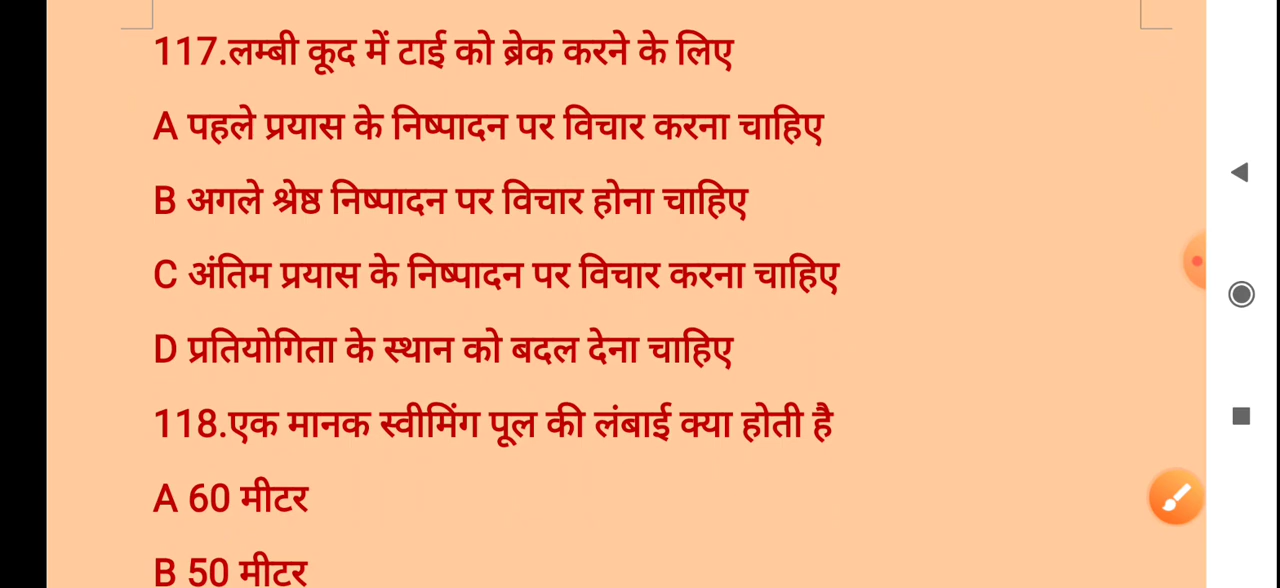 117.लम्बी कूद में टाई को ब्रेक करने के लिए
A पहले प्रयास के निष्पादन पर विचार करना चाहिए
B अगले श्रेष्ठ निष्पादन पर विचार होना चाहिए
C अंतिम प्रयास के निष्पादन पर विचार करना चाहिए
D प्रतियोगिता के स्थान को बदल देना चाहिए
118.एक मानक स्वीमिंग पूल की लंबाई क्या होती है
A 60 मीटर
B 50 मीटर